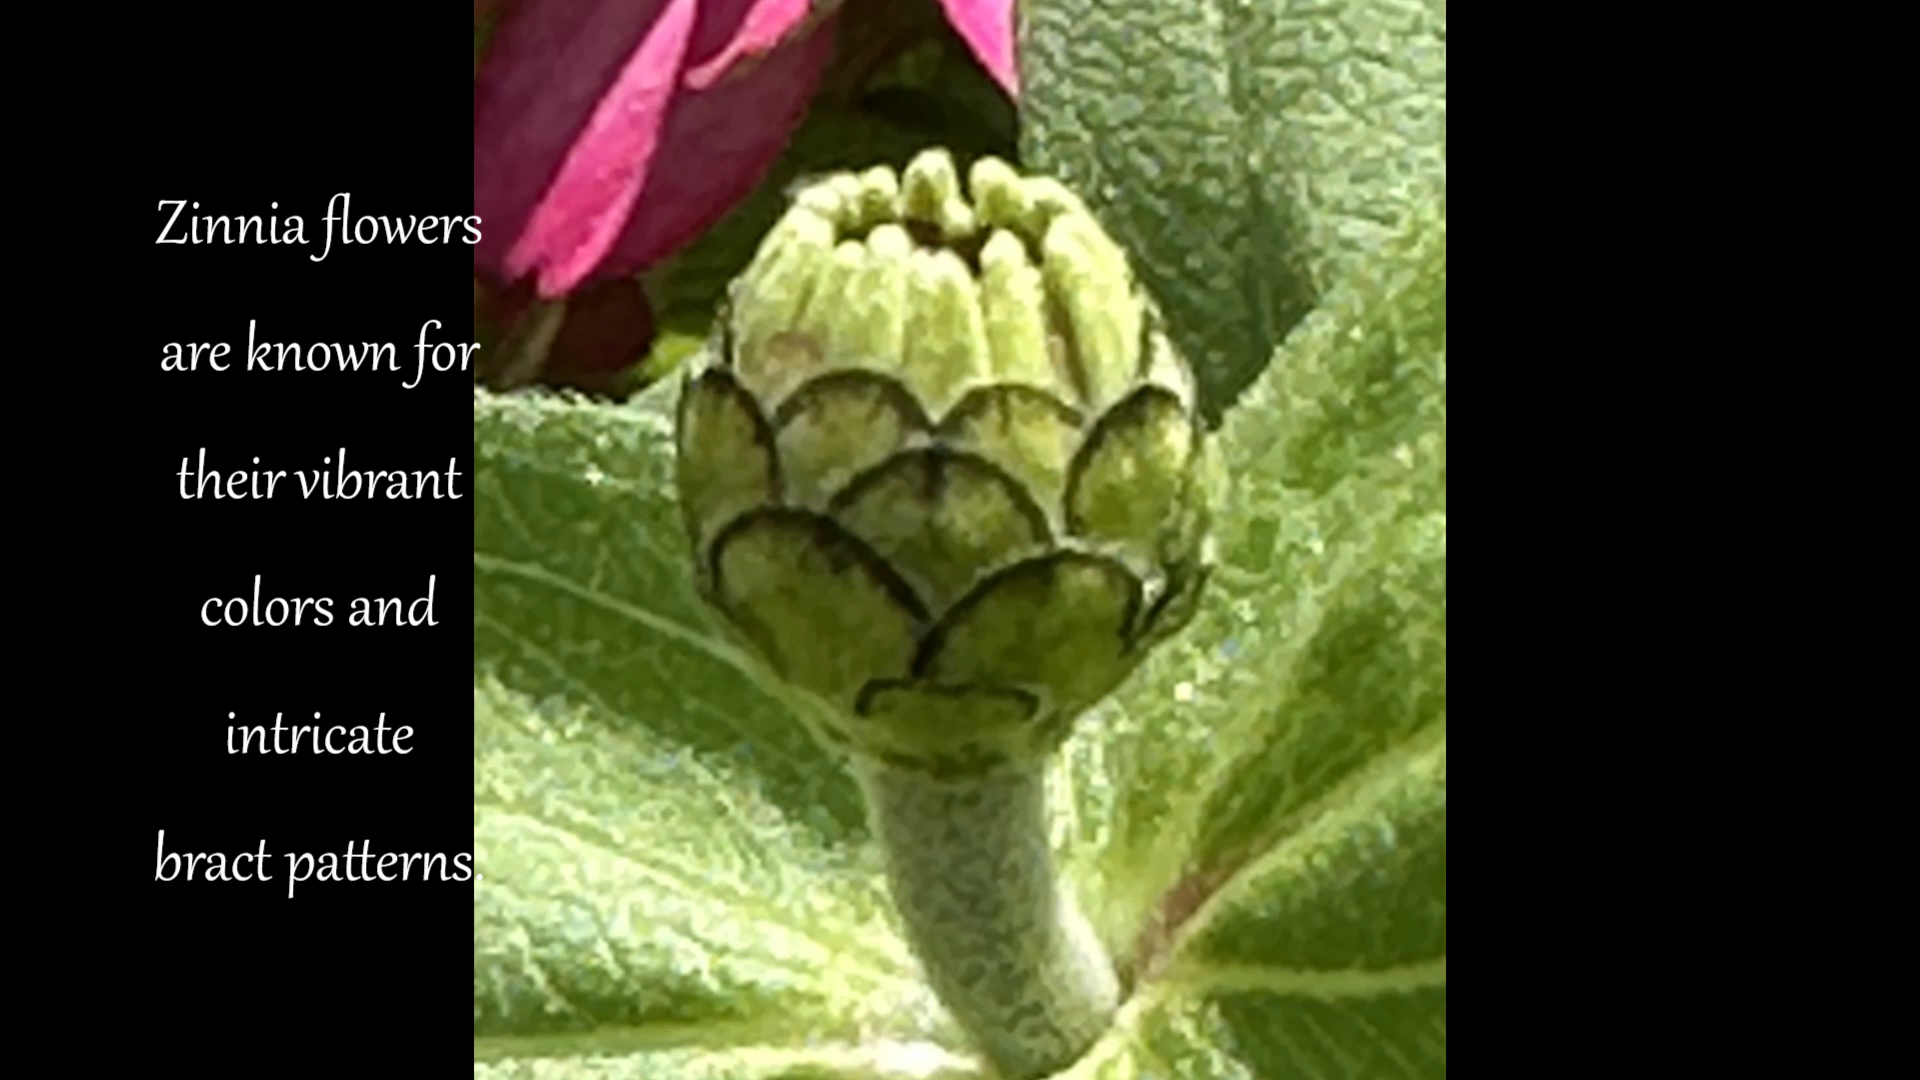 Zinnia flowers
are known for
their vibrant
colors and
intricate
bract patterns.